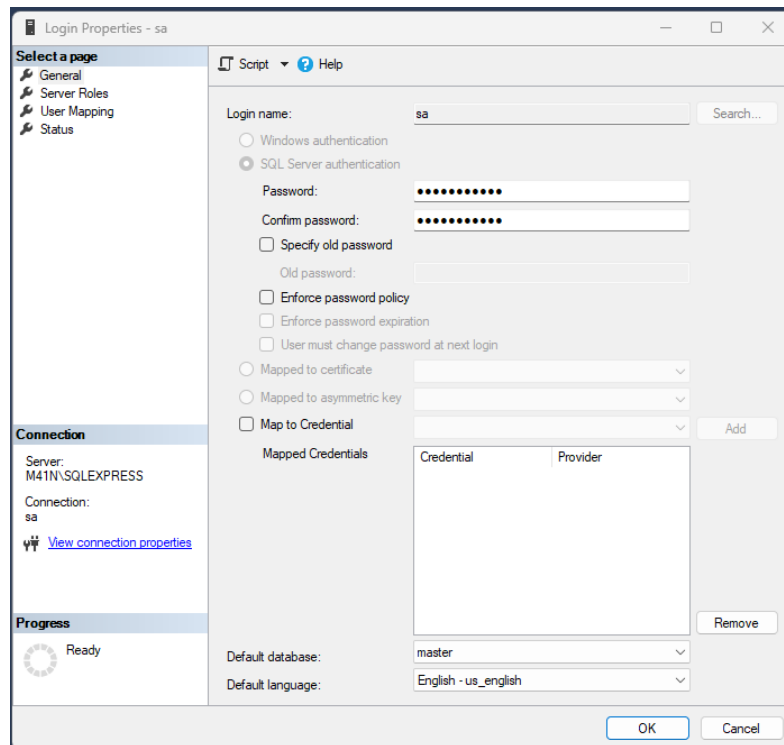 Login Properties - sa
Select a page
General
Server Roles
User Mapping
Status
Connection
Server:
M41N\SQLEXPRESS
Connection:
sa
View connection properties
Progress
Ready
Script
Help
Login name:
sa
Search...
Windows authentication
SQL Server authentication
Password:
●●●●●●●●●●●
Confirm password:
●●●●●●●●●●●
Specify old password
Old password:
Enforce password policy
Enforce password expiration
User must change password at next login
Mapped to certificate
Mapped to asymmetric key
Map to Credential
Add
Mapped Credentials
Credential Provider
Remove
Default database:
master
Default language:
English - us_english
OK
Cancel